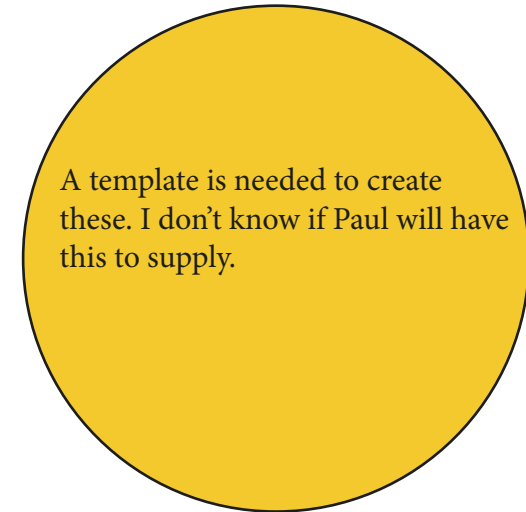 A template is needed to create
these. I don’t know if Paul will have
this to supply.